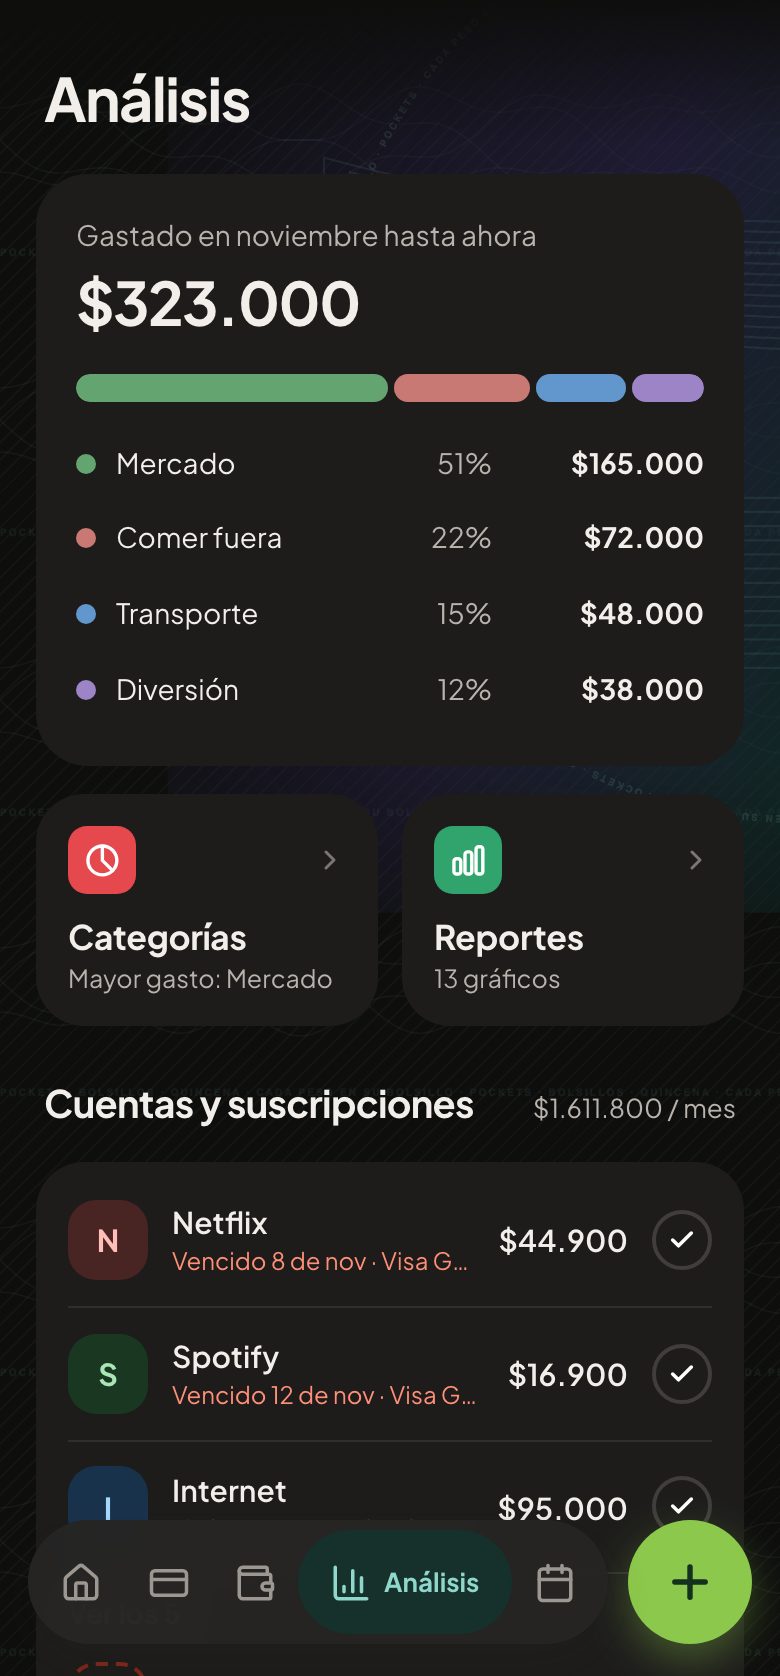 Análisis
Gastado en noviembre hasta ahora
$323.000
Mercado 51% $165.000
Comer fuera 22% $72.000
Transporte 15% $48.000
Diversión 12% $38.000
Categorías
Mayor gasto: Mercado
Reportes
13 gráficos
Cuentas y suscripciones $1.611.800 / mes
N Netflix $44.900
Vencido 8 de nov · Visa G...
S Spotify $16.900
Vencido 12 de nov · Visa G...
I Internet $95.000
Ver los 5
Análisis